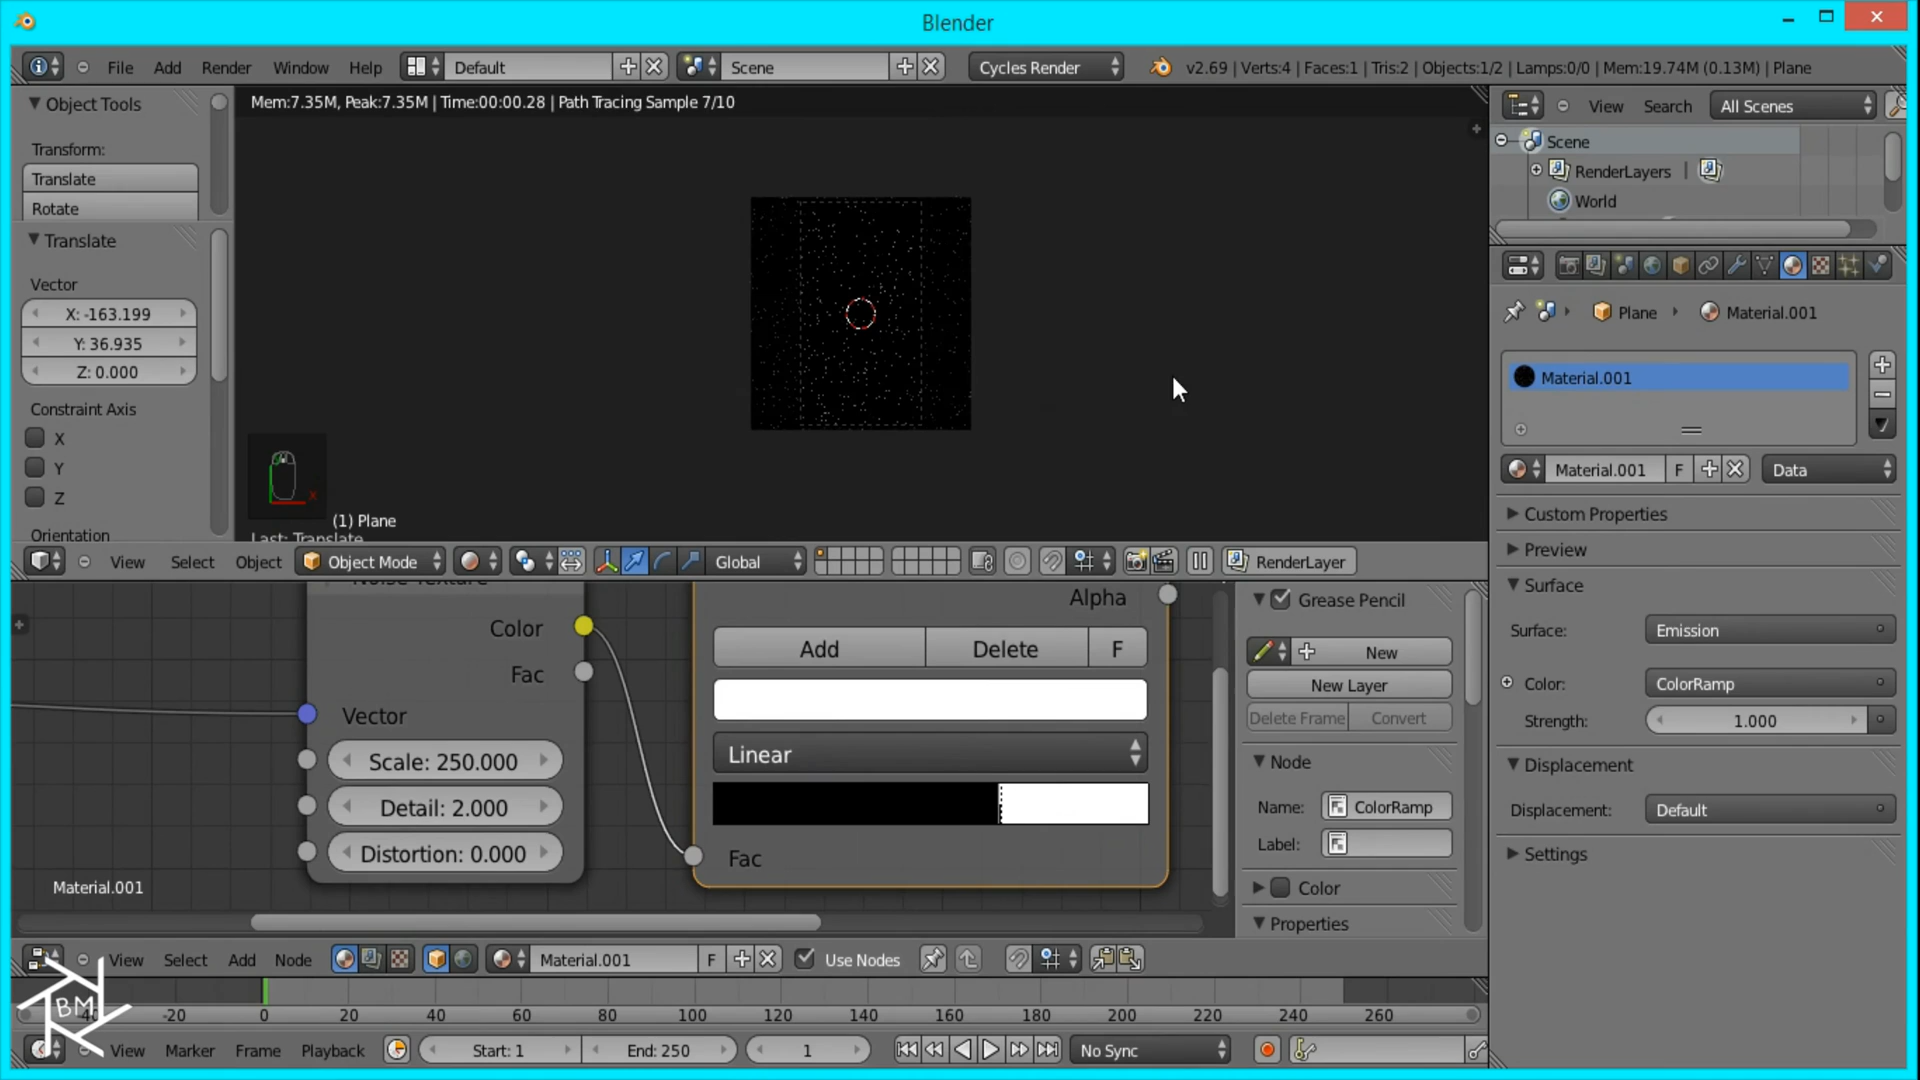 Blender
File Add Render Window Help Default Scene Cycles Render v2.69 | Verts:4 | Faces:1 | Tris:2 | Objects:1/2 | Lamps:0/0 | Mem:19.74M (0.13M) | Plane
Object Tools
Transform:
Translate
Rotate
Translate
Vector
X: -163.199
Y: 36.935
Z: 0.000
Constraint Axis
X
Y
Z
Orientation
Mem:7.35M, Peak:7.35M | Time:00:00.28 | Path Tracing Sample 7/10
x
(1) Plane
Last: Translate
View Select Object Object Mode Global RenderLayer
Noise Texture
Color
Fac
Vector
Scale: 250.000
Detail: 2.000
Distortion: 0.000
Material.001
Alpha
Add Delete F
Linear
Fac
Grease Pencil
New
New Layer
Delete Frame Convert
Node
Name: ColorRamp
Label:
Color
Properties
View Select Add Node Material.001 F Use Nodes
BM
-40 -20 0 20 40 60 80 100 120 140 160 180 200 220 240 260
View Marker Frame Playback Start: 1 End: 250 1 No Sync
View Search All Scenes
Scene
RenderLayers |
World
Plane Material.001
Material.001
Material.001 F Data
Custom Properties
Preview
Surface
Surface: Emission
Color: ColorRamp
Strength: 1.000
Displacement
Displacement: Default
Settings